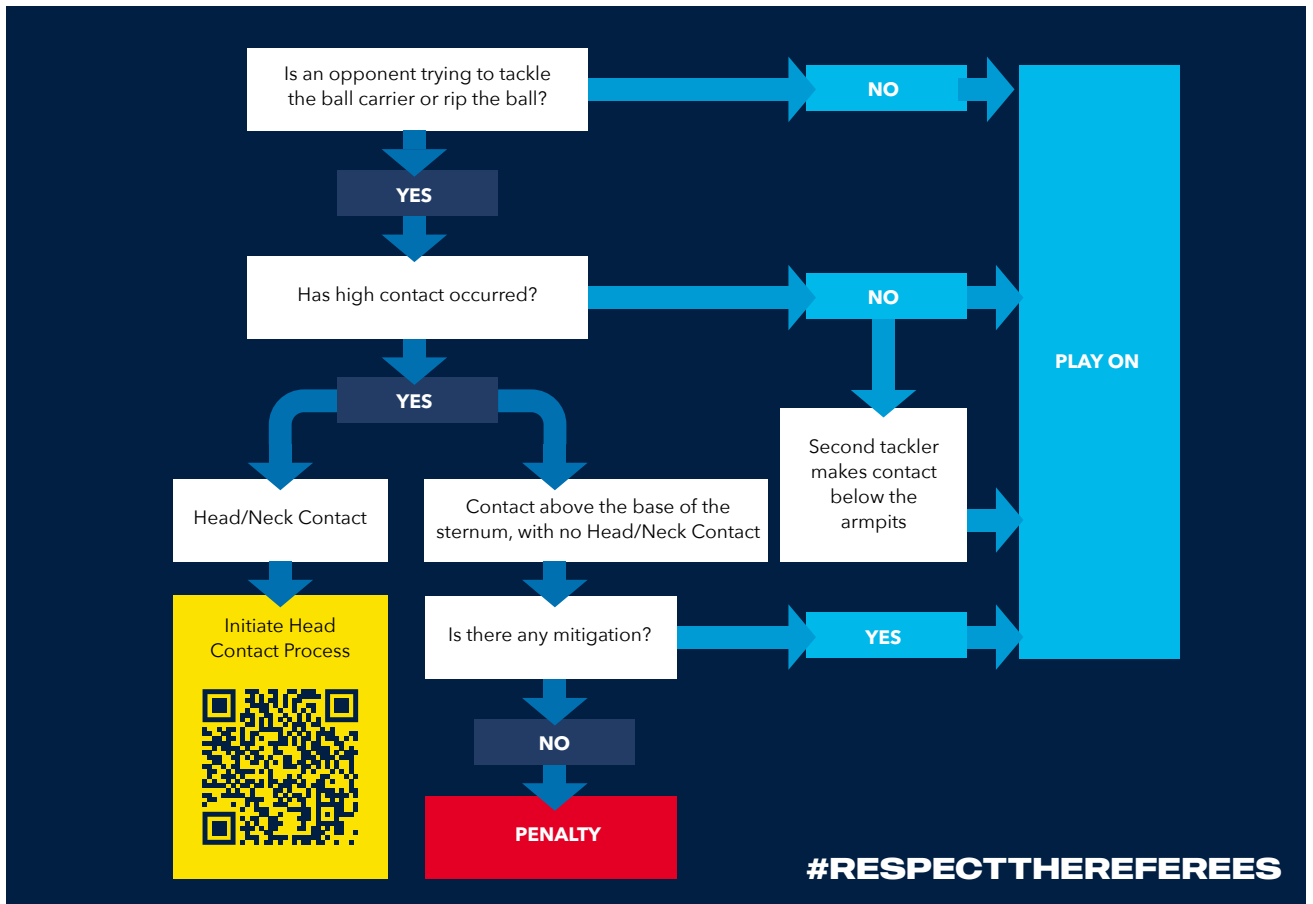 Is an opponent trying to tackle
the ball carrier or rip the ball?
NO
YES
Has high contact occurred?
NO
PLAY ON
YES
Second tackler
makes contact
below the
armpits
Head/Neck Contact
Contact above the base of the
sternum, with no Head/Neck Contact
Initiate Head
Contact Process
Is there any mitigation?
YES
NO
PENALTY
#RESPECTTHEREFEREES